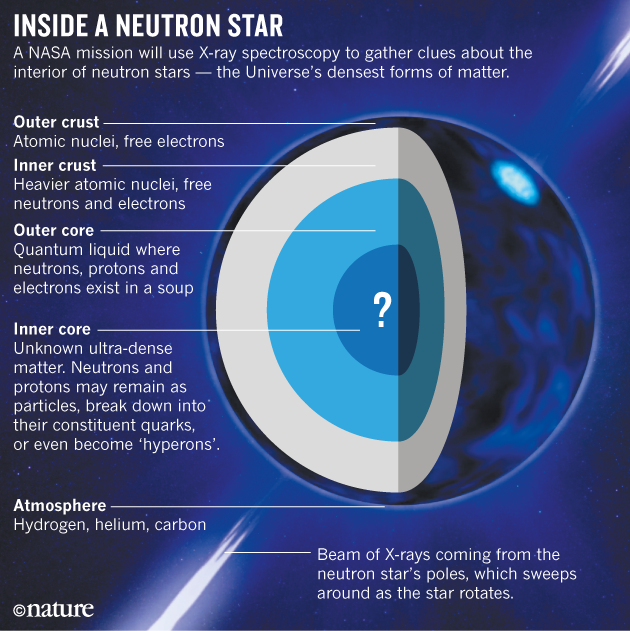 INSIDE A NEUTRON STAR
A NASA mission will use X-ray spectroscopy to gather clues about the
interior of neutron stars — the Universe's densest forms of matter.
Outer crust
Atomic nuclei, free electrons
Inner crust
Heavier atomic nuclei, free
neutrons and electrons
Outer core
Quantum liquid where
neutrons, protons and
electrons exist in a soup
?
Inner core
Unknown ultra-dense
matter. Neutrons and
protons may remain as
particles, break down into
their constituent quarks,
or even become ‘hyperons’.
Atmosphere
Hydrogen, helium, carbon
Beam of X-rays coming from the
neutron star's poles, which sweeps
around as the star rotates.
©nature